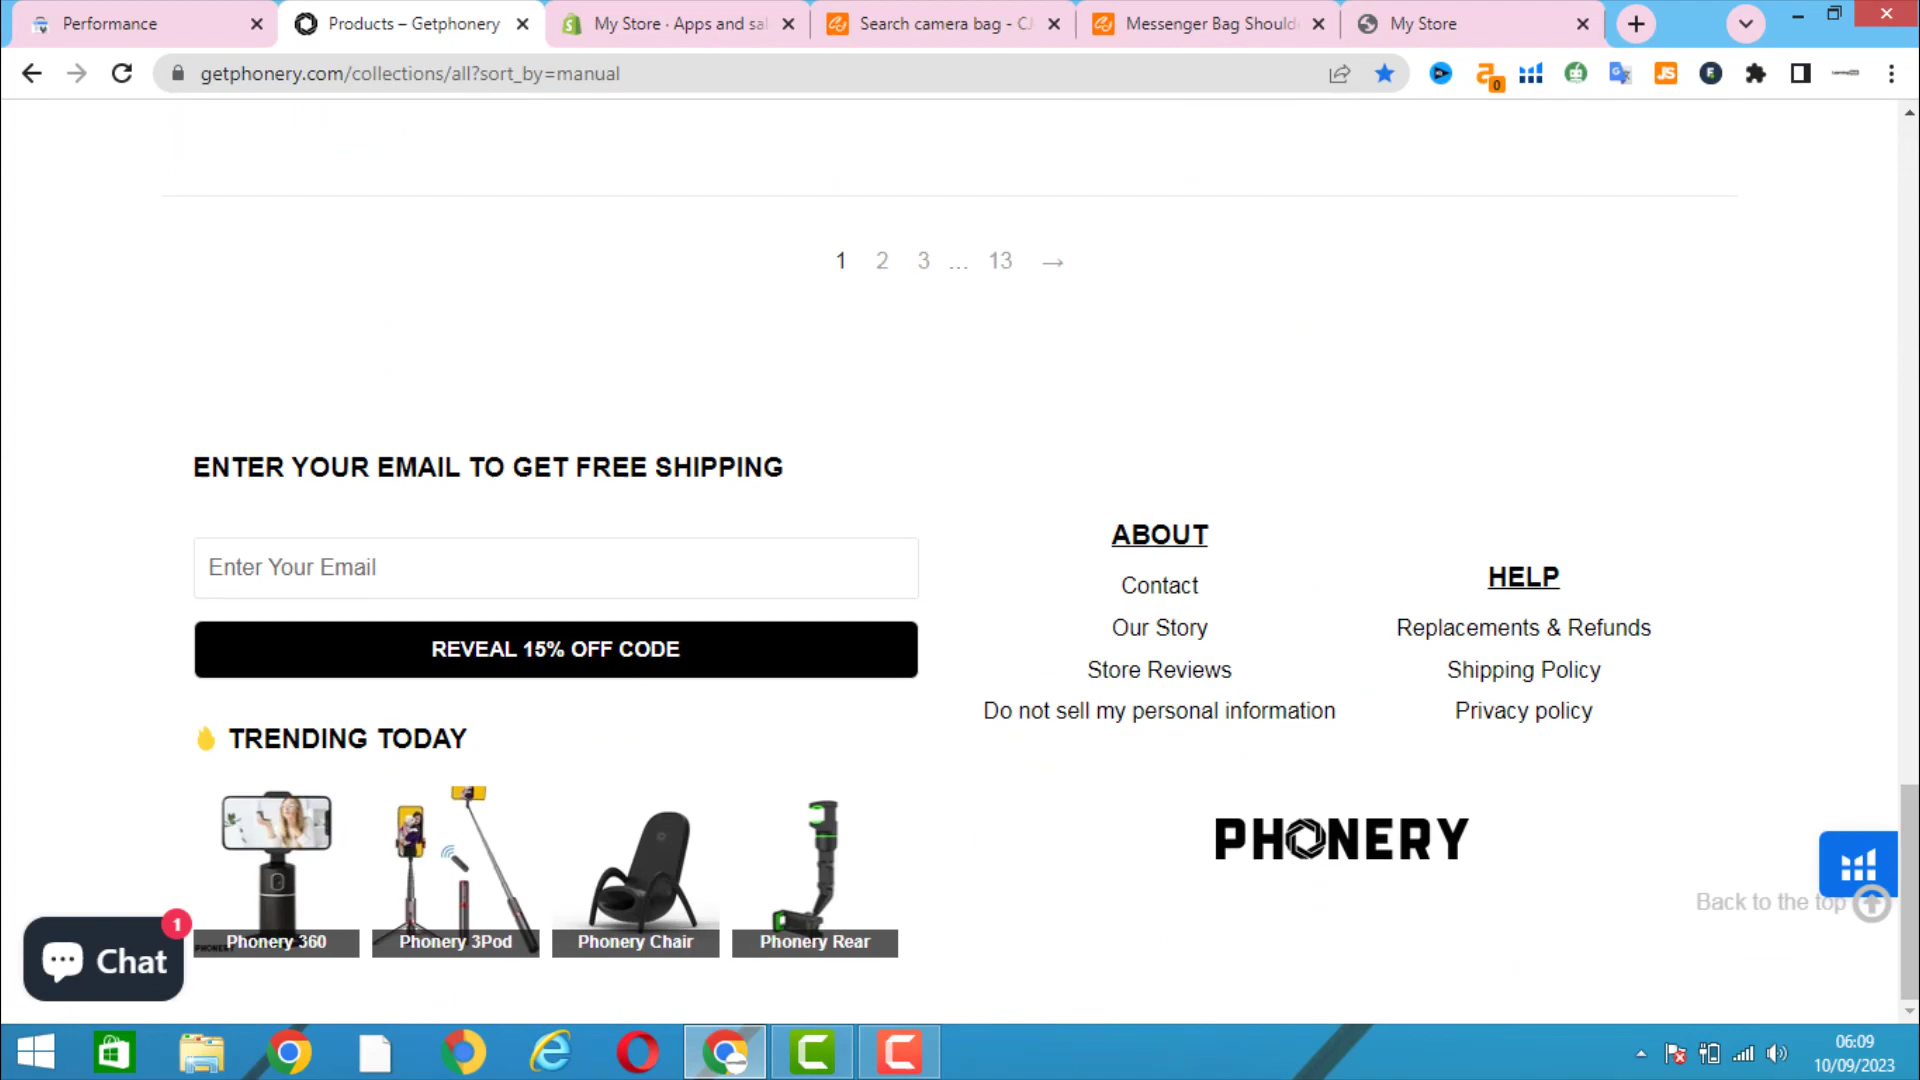 Performance
Products – Getphonery
My Store · Apps and sal
Search camera bag - CJ
Messenger Bag Should
My Store
getphonery.com/collections/all?sort_by=manual
0
JS
1 2 3 ... 13 →
ENTER YOUR EMAIL TO GET FREE SHIPPING
Enter Your Email
REVEAL 15% OFF CODE
ABOUT
Contact
Our Story
Store Reviews
Do not sell my personal information
HELP
Replacements & Refunds
Shipping Policy
Privacy policy
TRENDING TODAY
Phonery 360
Phonery 3Pod
Phonery Chair
Phonery Rear
PHONERY
Back to the top
Chat
1
06:09
10/09/2023